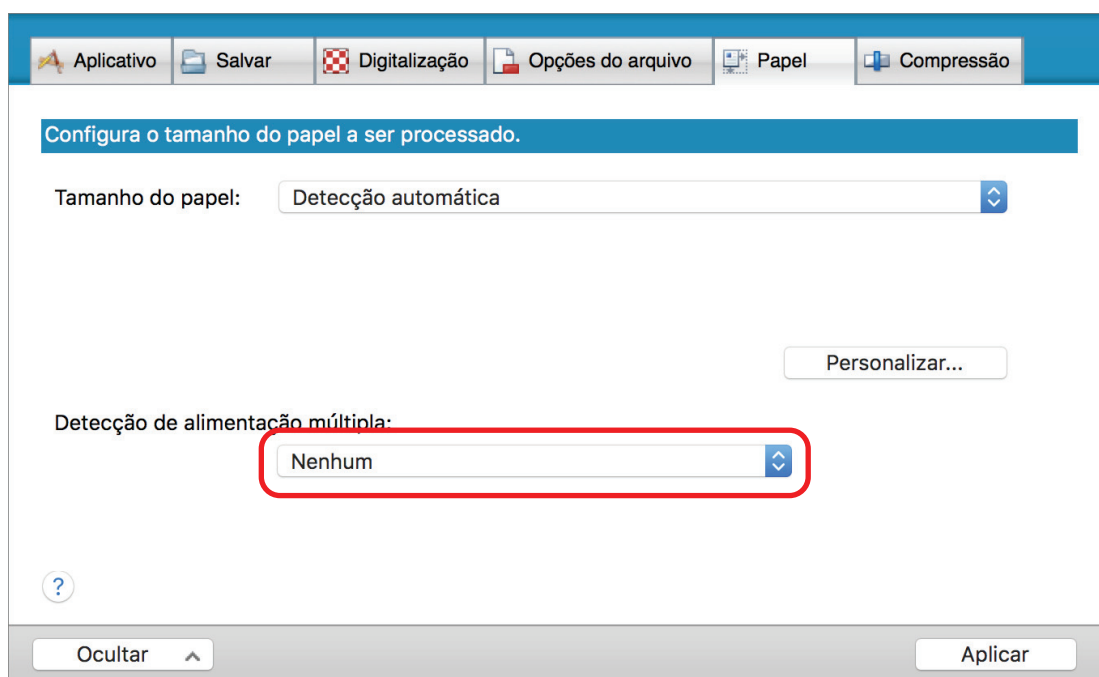 Aplicativo Salvar Digitalização Opções do arquivo Papel Compressão
Configura o tamanho do papel a ser processado.
Tamanho do papel: Detecção automática
Personalizar...
Detecção de alimentação múltipla:
Nenhum
?
Ocultar Aplicar